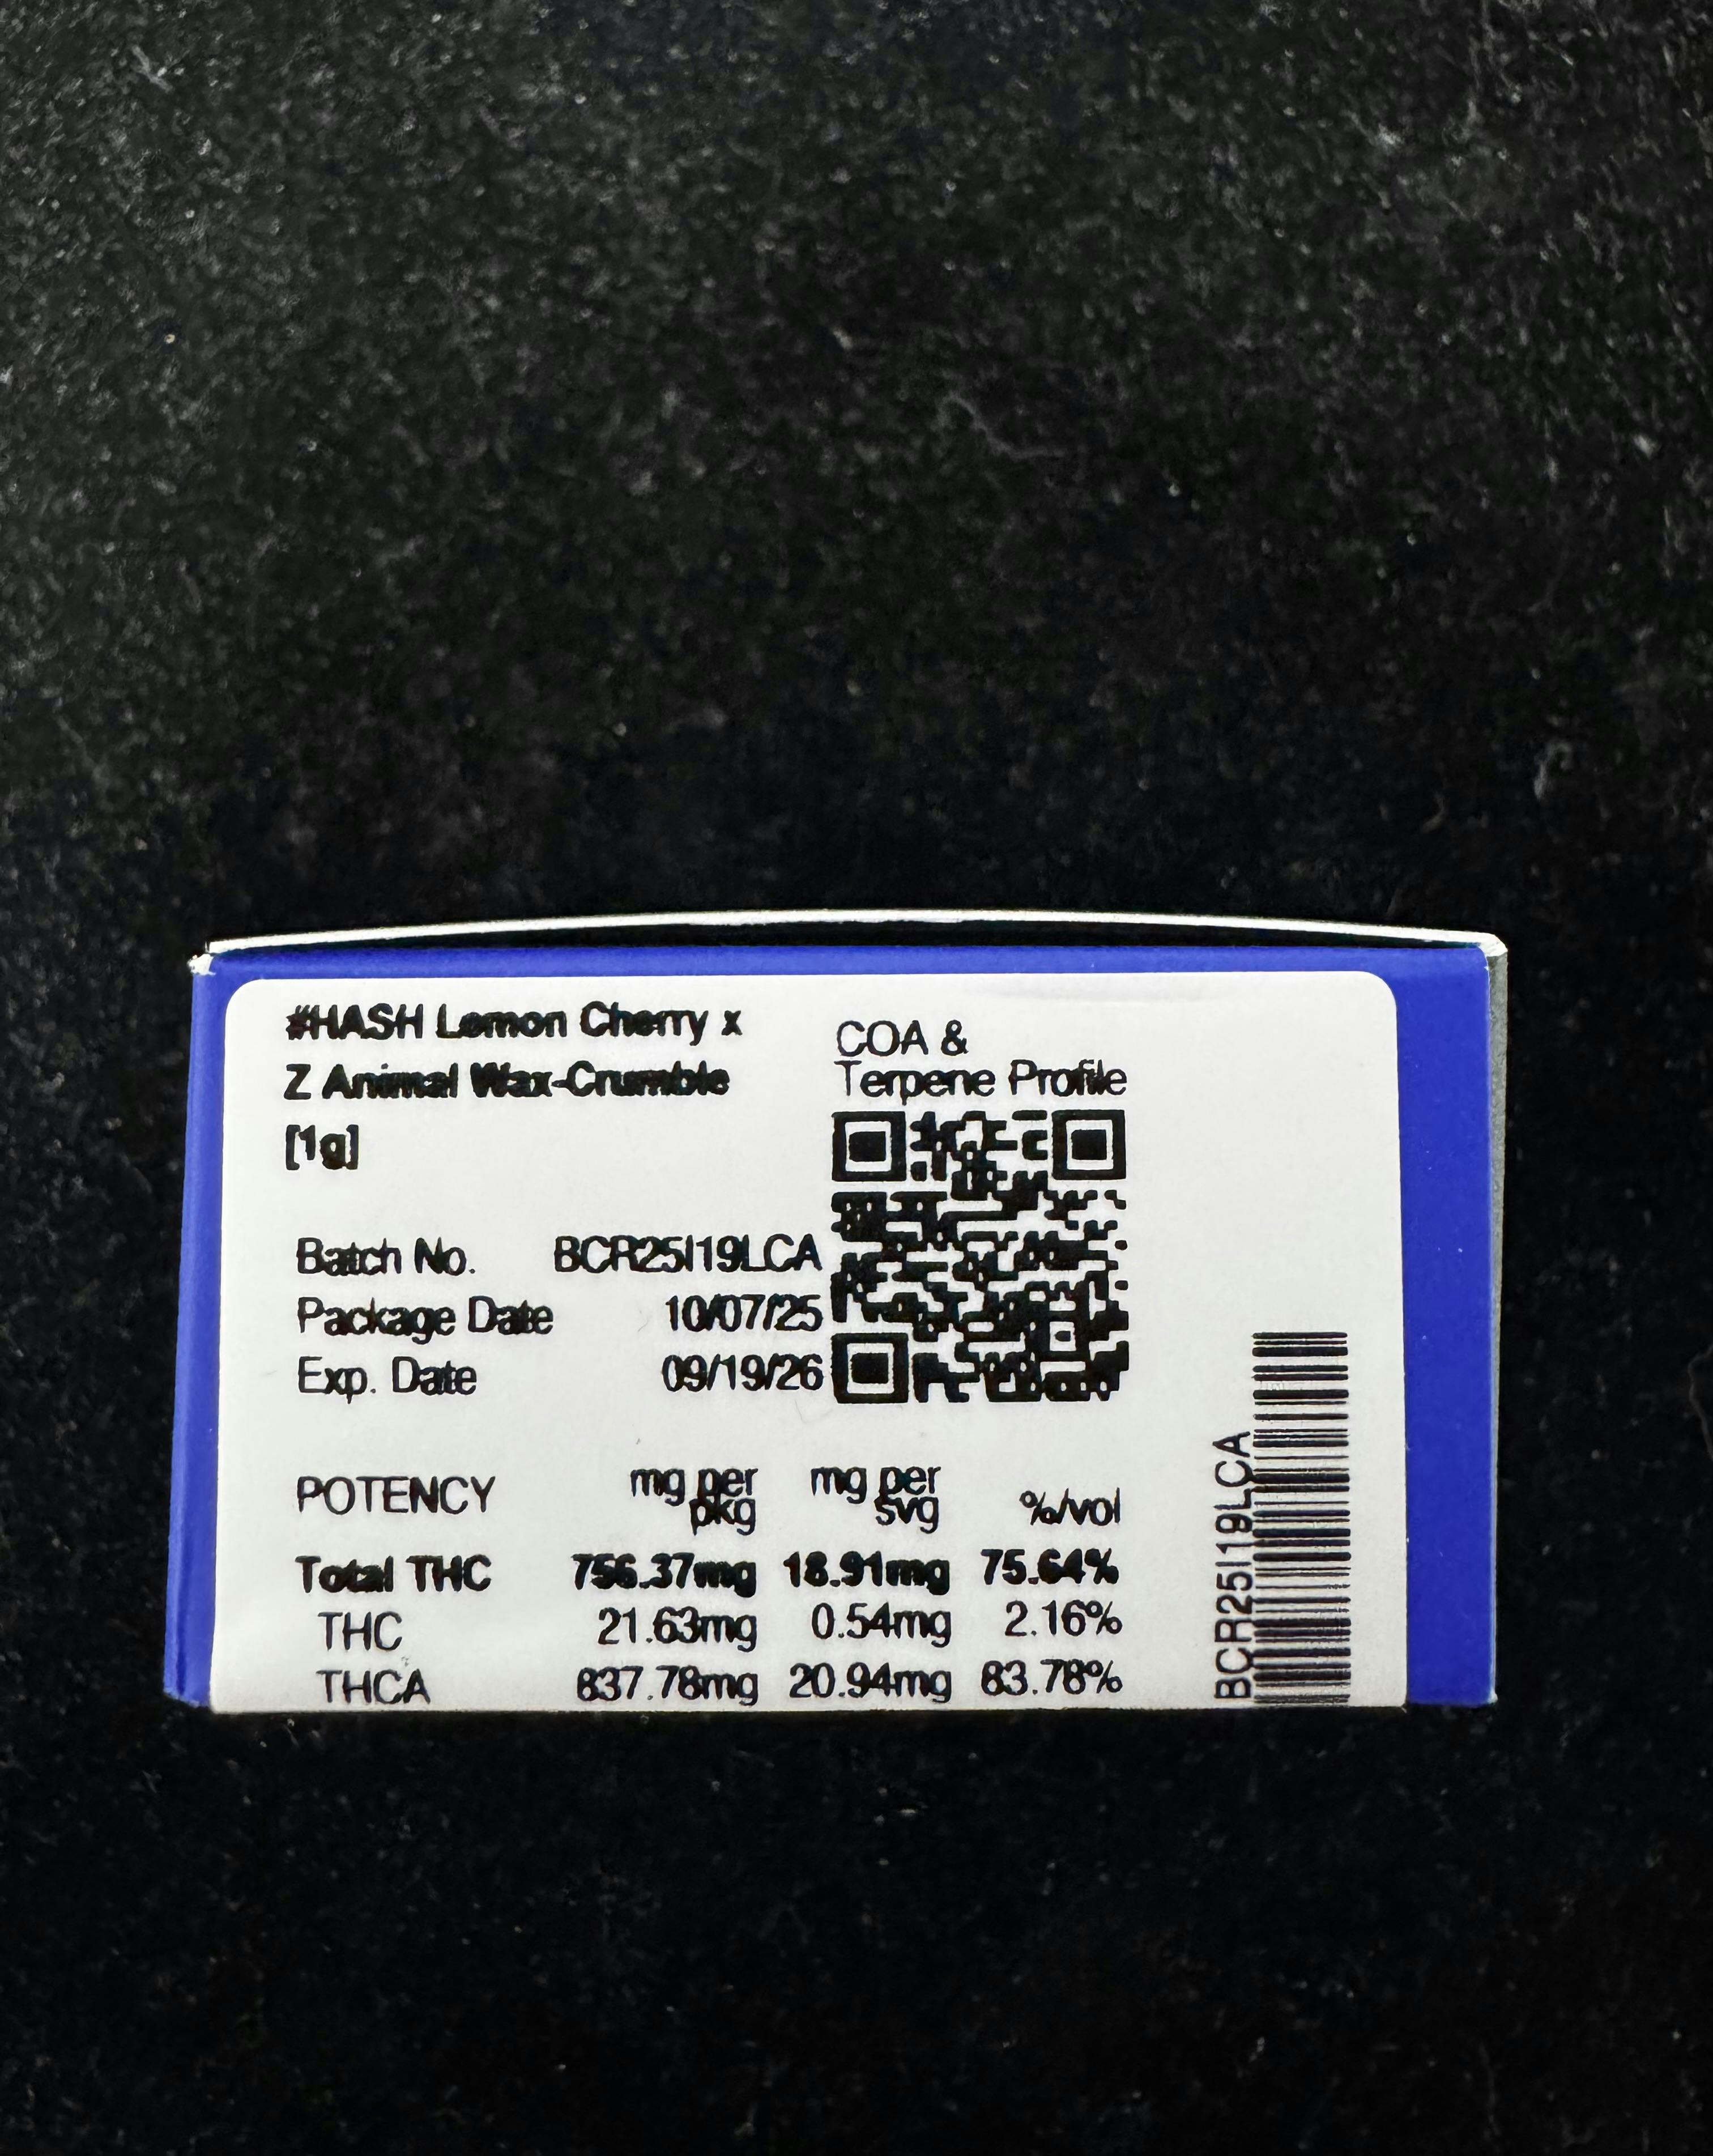 #HASH Lemon Cherry x
Z Animal Wax-Crumble
[1g]
COA &
Terpene Profile
Batch No. BCR25I19LCA
Package Date 10/07/25
Exp. Date 09/19/26
POTENCY mg per pkg mg per svg %/vol
Total THC 756.37mg 18.91mg 75.64%
THC 21.63mg 0.54mg 2.16%
THCA 837.78mg 20.94mg 83.78%
BCR25I19LCA